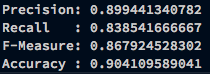 Precision: 0.899441340782
Recall   : 0.838541666667
F-Measure: 0.867924528302
Accuracy : 0.904109589041